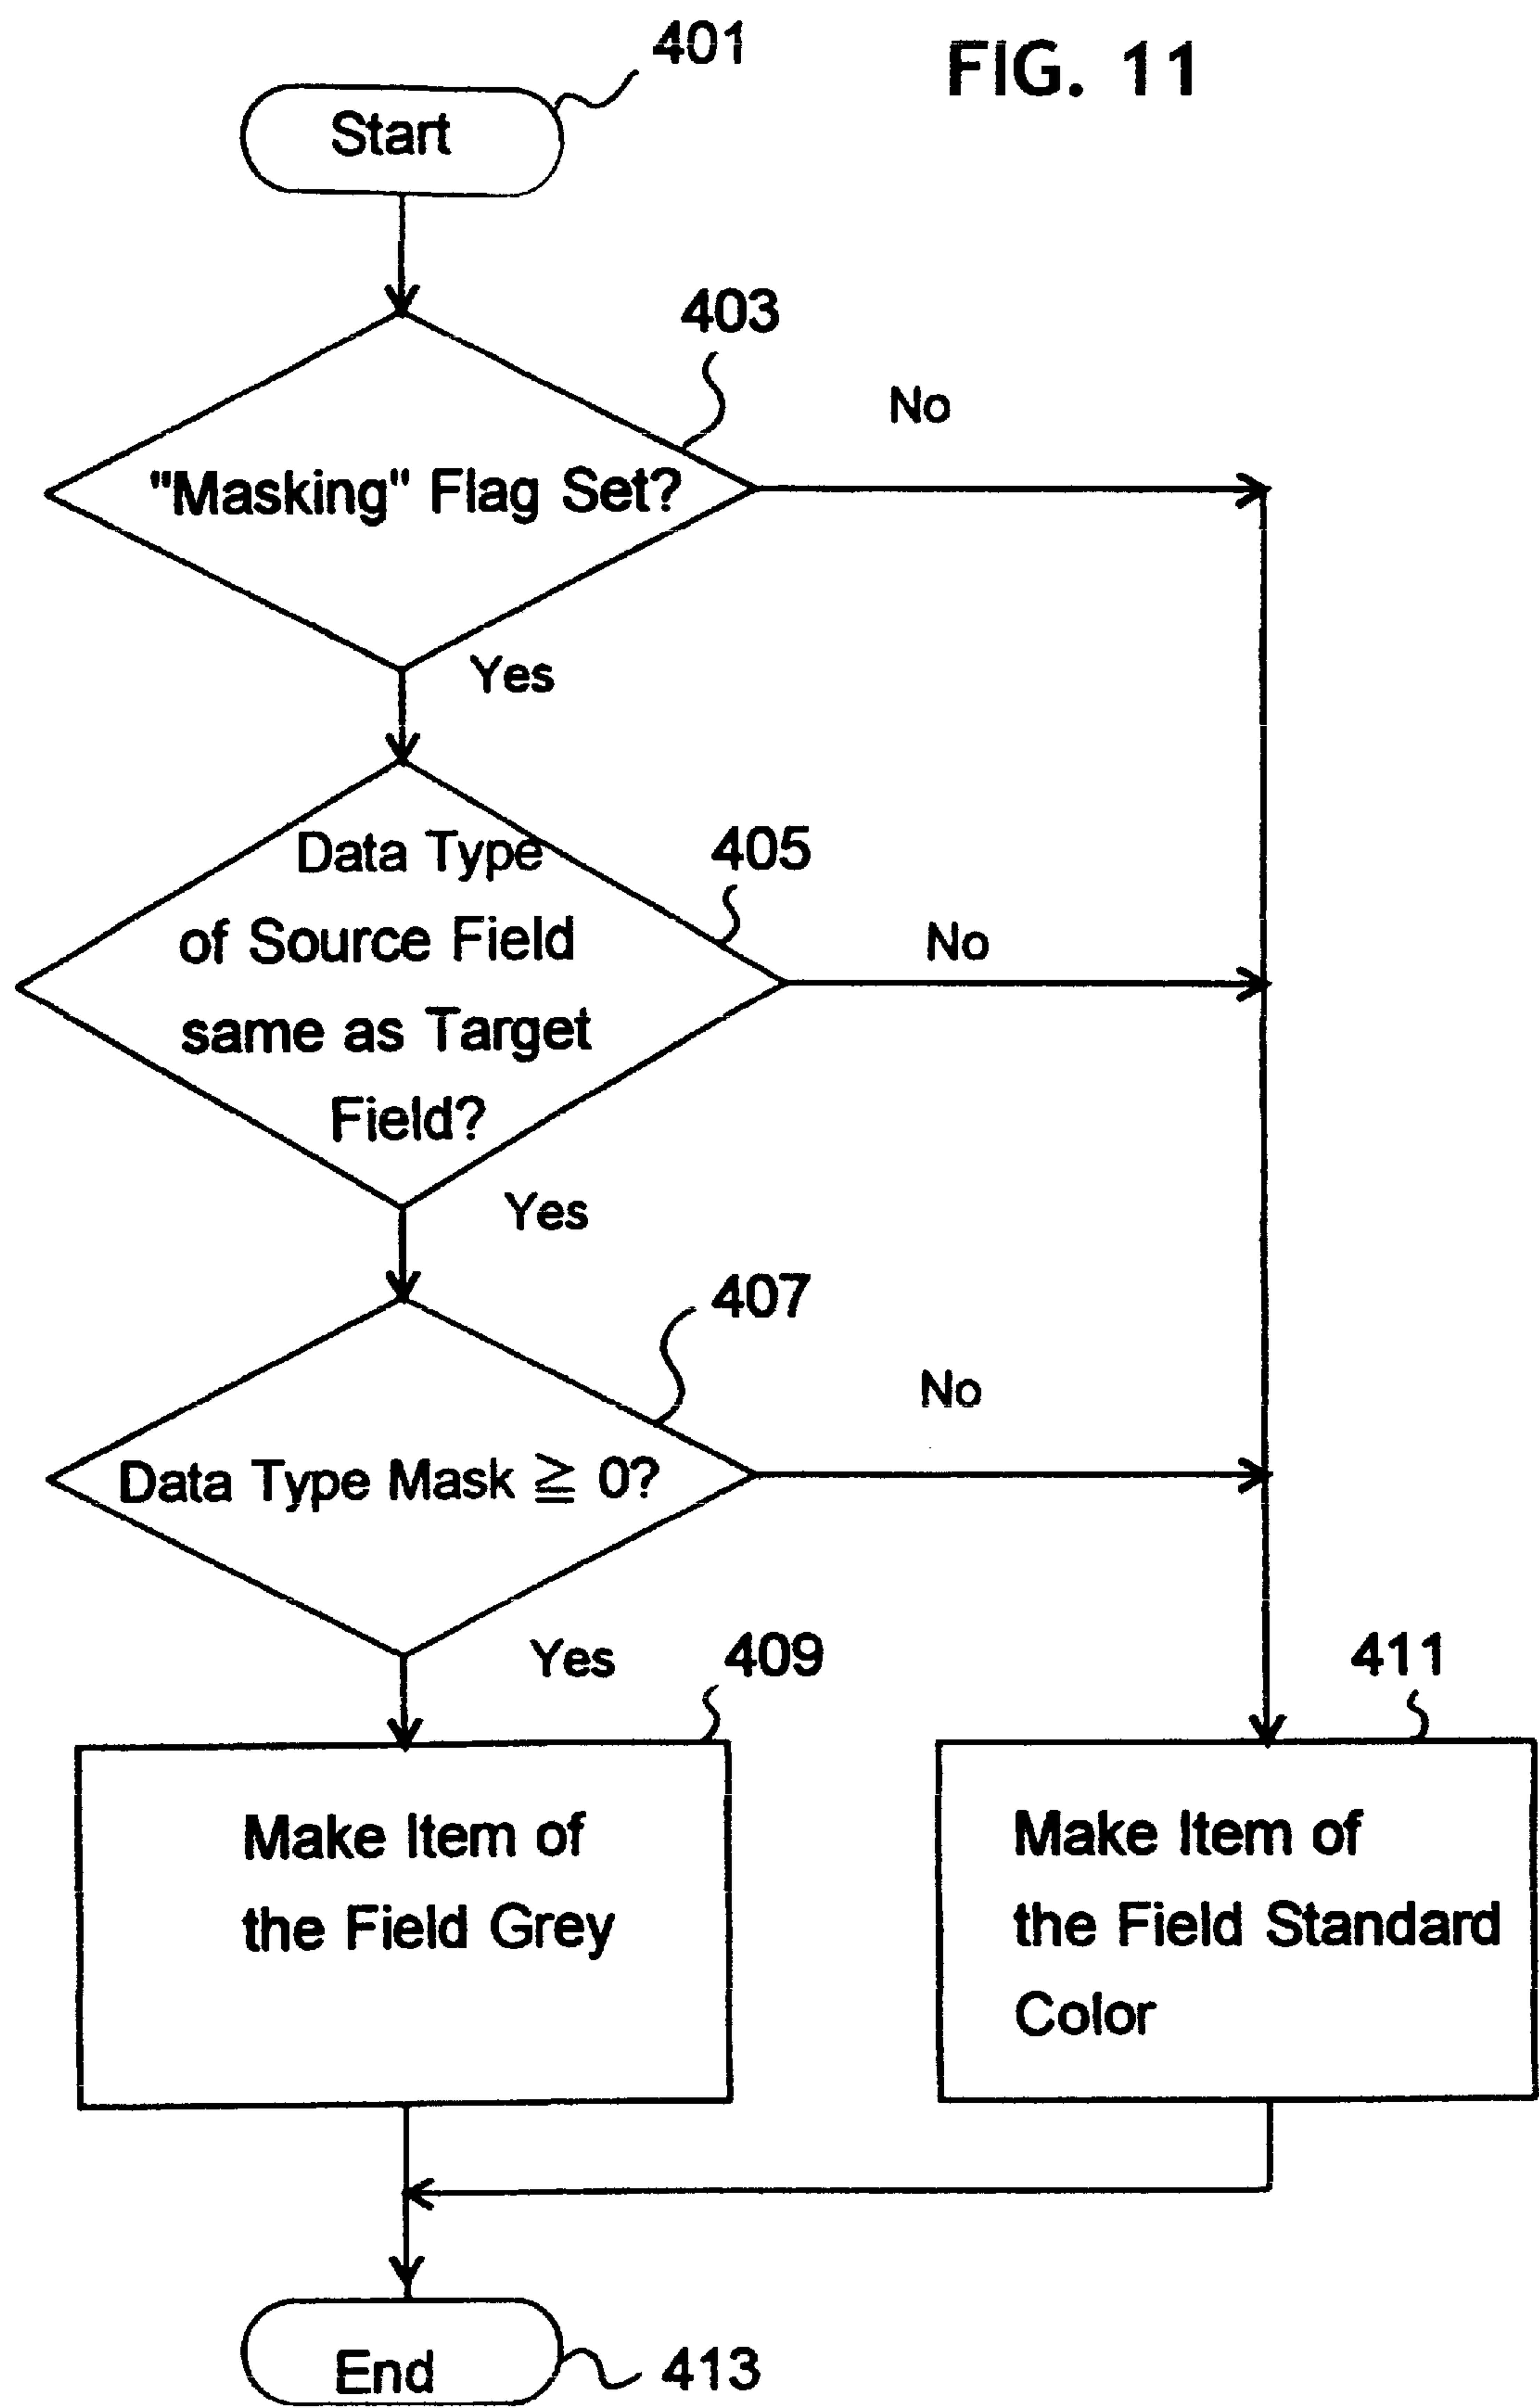 FIG. 11
401
Start
403
No
"Masking" Flag Set?
Yes
405
Data Type
of Source Field
same as Target
Field?
No
Yes
407
No
Data Type Mask ≧ 0?
Yes
409
411
Make Item of
the Field Grey
Make Item of
the Field Standard
Color
End
413